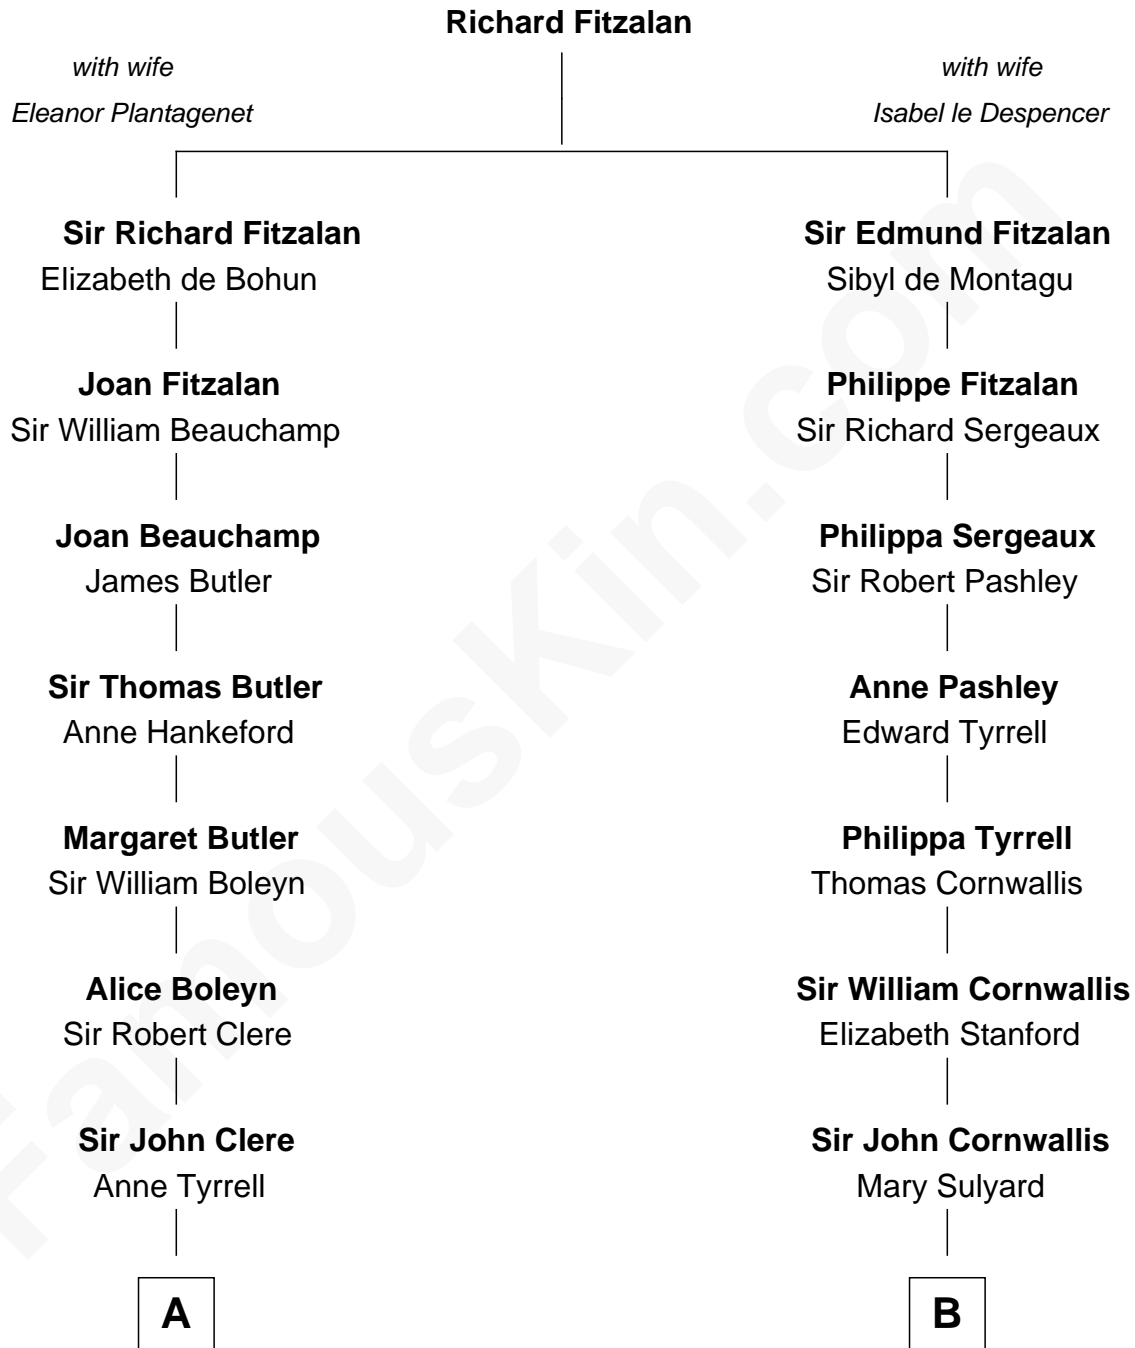 Richard Fitzalan
with wife
Eleanor Plantagenet
with wife
Isabel le Despencer
Sir Richard Fitzalan
Elizabeth de Bohun
Sir Edmund Fitzalan
Sibyl de Montagu
Joan Fitzalan
Sir William Beauchamp
Philippe Fitzalan
Sir Richard Sergeaux
Joan Beauchamp
James Butler
Philippa Sergeaux
Sir Robert Pashley
Sir Thomas Butler
Anne Hankeford
Anne Pashley
Edward Tyrrell
Margaret Butler
Sir William Boleyn
Philippa Tyrrell
Thomas Cornwallis
Alice Boleyn
Sir Robert Clere
Sir William Cornwallis
Elizabeth Stanford
Sir John Clere
Anne Tyrrell
Sir John Cornwallis
Mary Sulyard
A
B
FamousKin.com